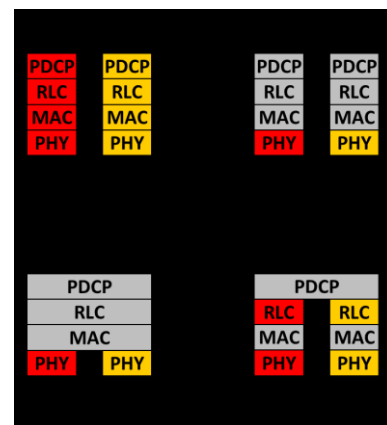 PDCP PDCP PDCP PDCP
RLC RLC RLC RLC
MAC MAC MAC MAC
PHY PHY PHY PHY
PDCP PDCP
RLC RLC RLC
MAC MAC MAC
PHY PHY PHY PHY